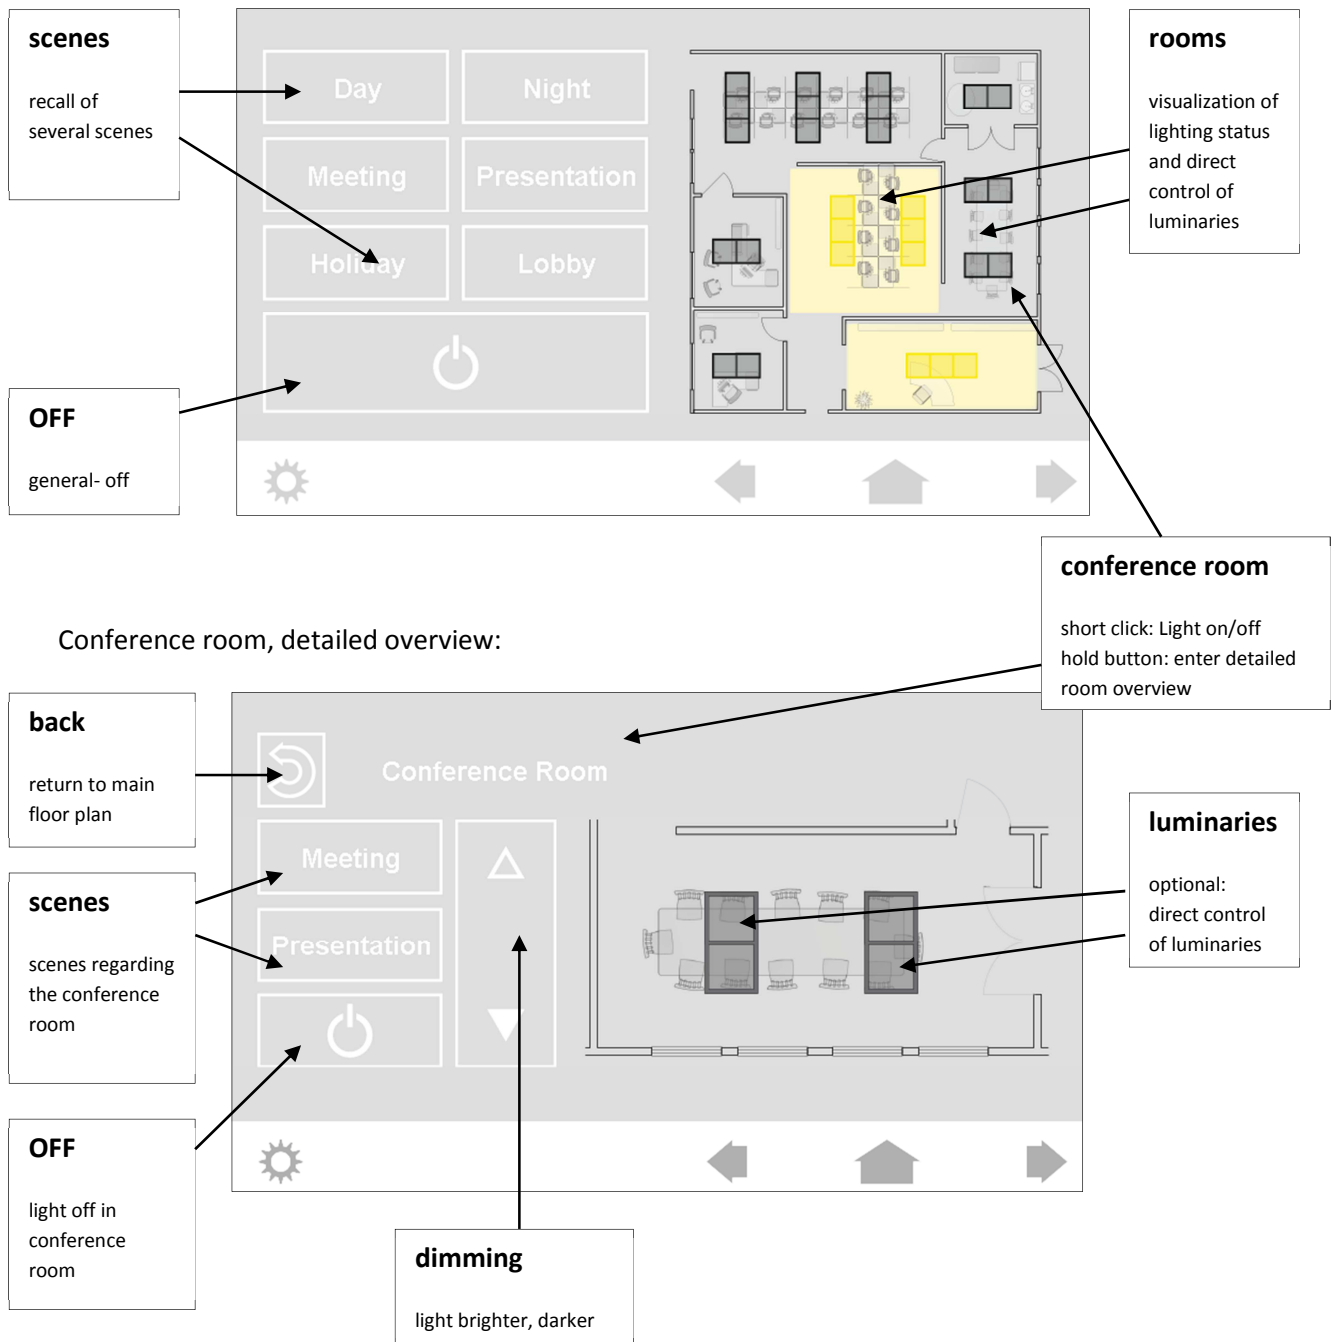 scenes
recall of
several scenes
Day
Night
Meeting
Presentation
Holiday
Lobby
rooms
visualization of
lighting status
and direct
control of
luminaries
OFF
general- off
conference room
short click: Light on/off
hold button: enter detailed
room overview
Conference room, detailed overview:
back
return to main
floor plan
Conference Room
Meeting
Presentation
scenes
scenes regarding
the conference
room
luminaries
optional:
direct control
of luminaries
OFF
light off in
conference
room
dimming
light brighter, darker